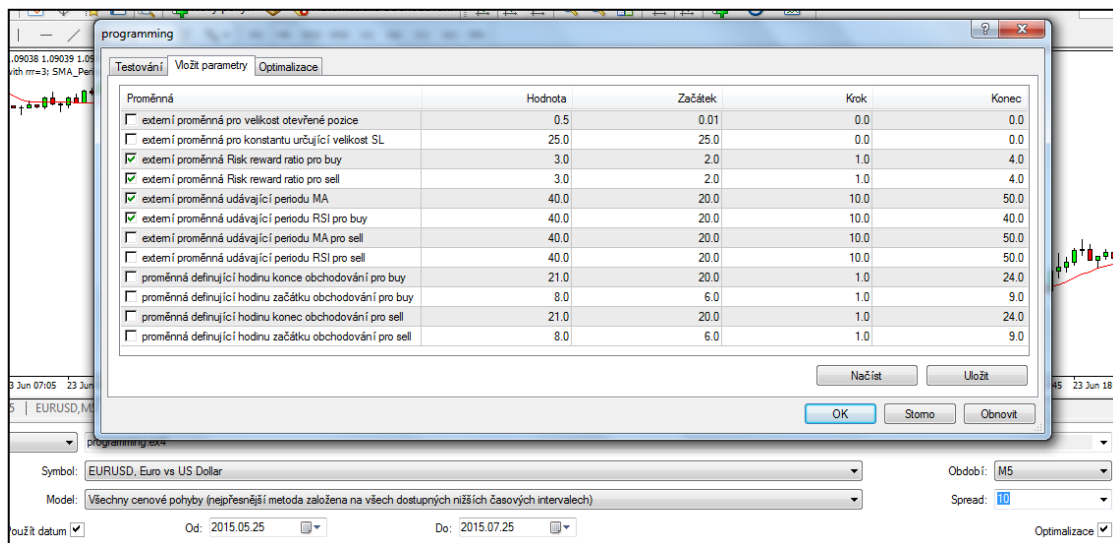 programming
1.09038 1.09039 1.09
with rrr=3; SMA_Peri
Testování Vložit parametry Optimalizace
Proměnná Hodnota Začátek Krok Konec
externí proměnná pro velikost otevřené pozice 0.5 0.01 0.0 0.0
externí proměnná pro konstantu určující velikost SL 25.0 25.0 0.0 0.0
externí proměnná Risk reward ratio pro buy 3.0 2.0 1.0 4.0
externí proměnná Risk reward ratio pro sell 3.0 2.0 1.0 4.0
externí proměnná udávající periodu MA 40.0 20.0 10.0 50.0
externí proměnná udávající periodu RSI pro buy 40.0 20.0 10.0 40.0
externí proměnná udávající periodu MA pro sell 40.0 20.0 10.0 50.0
externí proměnná udávající periodu RSI pro sell 40.0 20.0 10.0 50.0
proměnná definující hodinu konce obchodování pro buy 21.0 20.0 1.0 24.0
proměnná definující hodinu začátku obchodování pro buy 8.0 6.0 1.0 9.0
proměnná definující hodinu konec obchodování pro sell 21.0 20.0 1.0 24.0
proměnná definující hodinu začátku obchodování pro sell 8.0 6.0 1.0 9.0
Načíst Uložit
3 Jun 07:05 23 Jun 45 23 Jun 18:
OK Storno Obnovit
5 | EURUSD,M5
programming.ex4
Symbol: EURUSD, Euro vs US Dollar Období: M5
Model: Všechny cenové pohyby (nejpřesnější metoda založena na všech dostupných nižších časových intervalech) Spread: 10
Použít datum Od: 2015.05.25 Do: 2015.07.25 Optimalizace